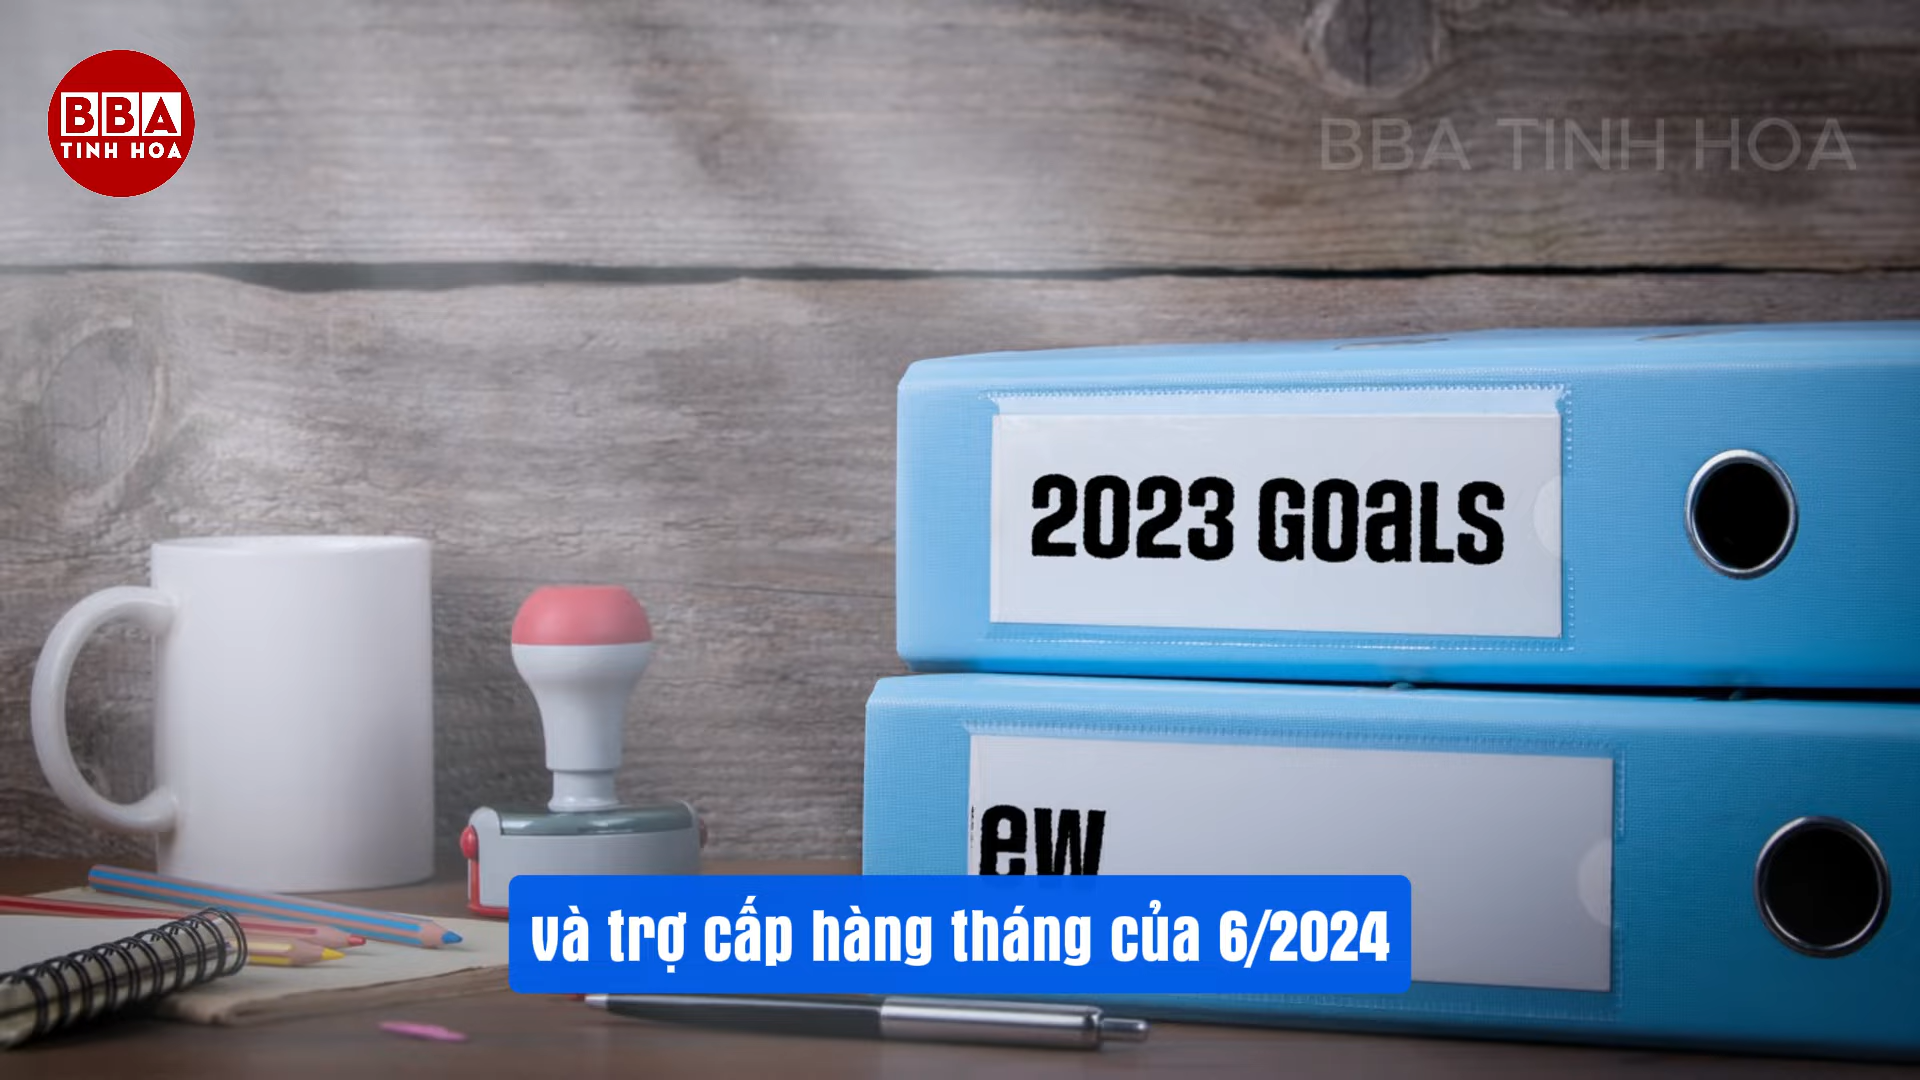 BBA
TINH HOA
BBA TINH HOA
2023 GOALS
ew
và trợ cấp hàng tháng của 6/2024